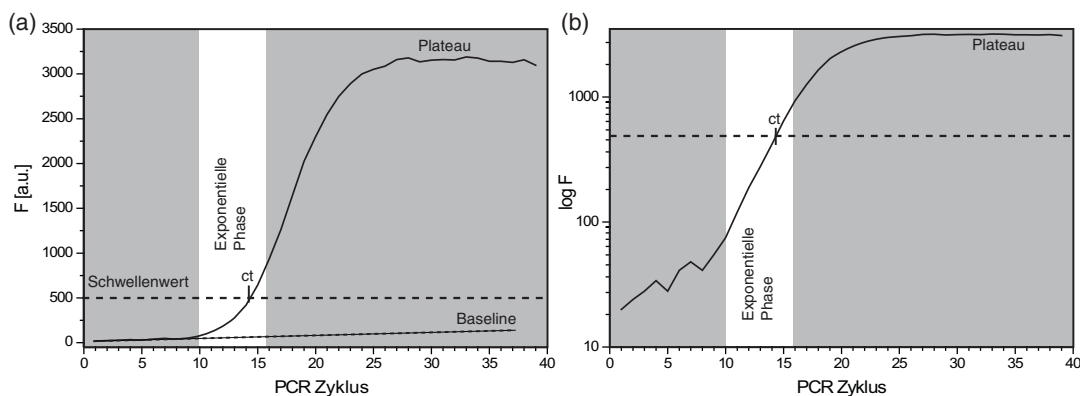 (a)
3500
3000
2500
2000
1500
1000
500
0
F [a.u.]
Plateau
Exponentielle
Phase
ct
Schwellenwert
Baseline
0 5 10 15 20 25 30 35 40
PCR Zyklus
(b)
1000
100
10
log F
Plateau
ct
Exponentielle
Phase
0 5 10 15 20 25 30 35 40
PCR Zyklus